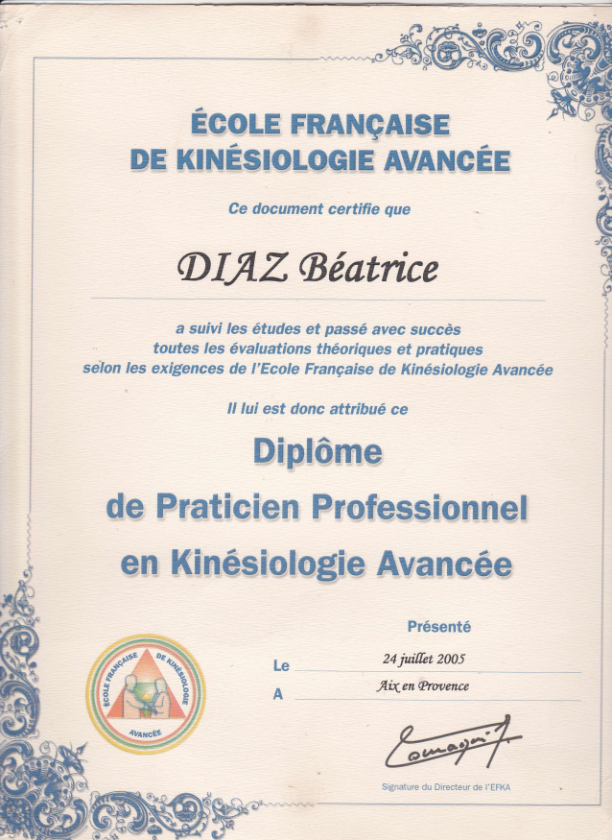 ÉCOLE FRANÇAISE
DE KINÉSIOLOGIE AVANCÉE
Ce document certifie que
DIAZ Béatrice
a suivi les études et passé avec succès
toutes les évaluations théoriques et pratiques
selon les exigences de l'Ecole Française de Kinésiologie Avancée
Il lui est donc attribué ce
Diplôme
de Praticien Professionnel
en Kinésiologie Avancée
Présenté
Le 24 juillet 2005
A Aix en Provence
ÉCOLE FRANÇAISE DE KINÉSIOLOGIE
AVANCÉE
Signature du Directeur de l'EFKA